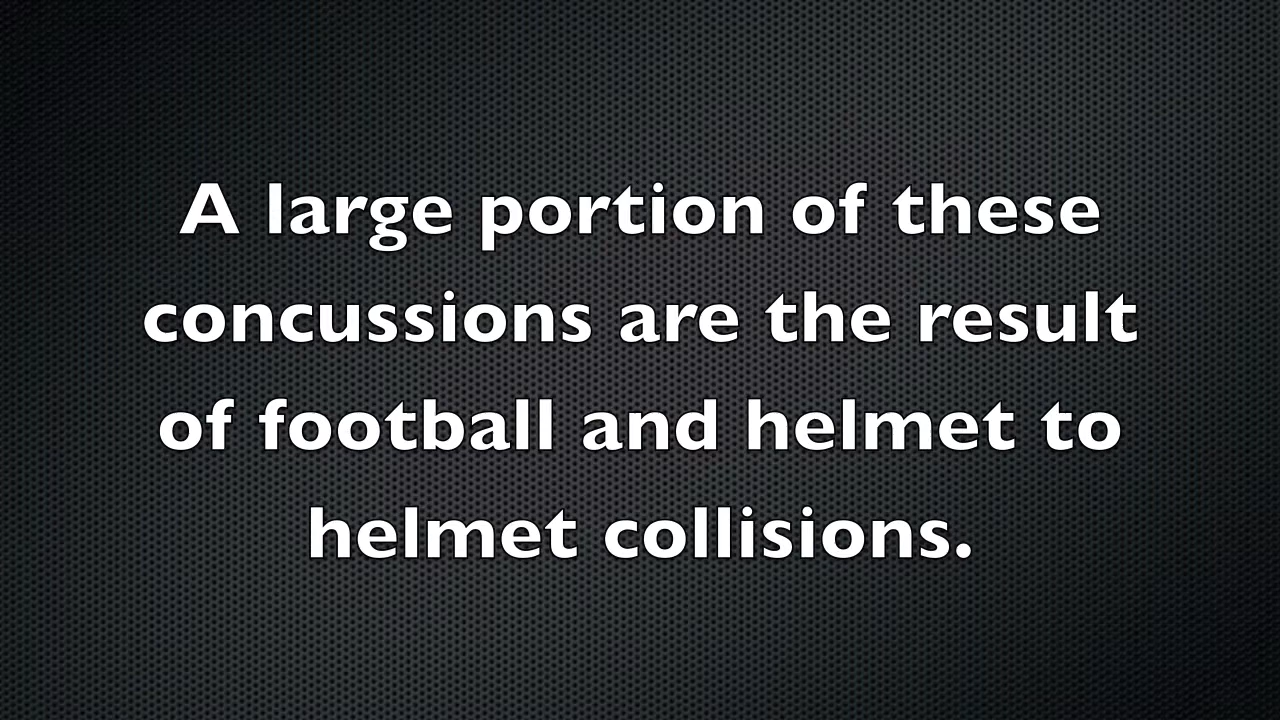 A large portion of these
concussions are the result
of football and helmet to
helmet collisions.